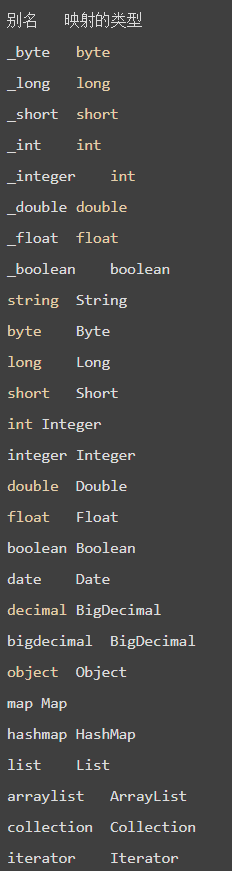 别名 映射的类型
_byte byte
_long long
_short short
_int int
_integer int
_double double
_float float
_boolean boolean
string String
byte Byte
long Long
short Short
int Integer
integer Integer
double Double
float Float
boolean Boolean
date Date
decimal BigDecimal
bigdecimal BigDecimal
object Object
map Map
hashmap HashMap
list List
arraylist ArrayList
collection Collection
iterator Iterator